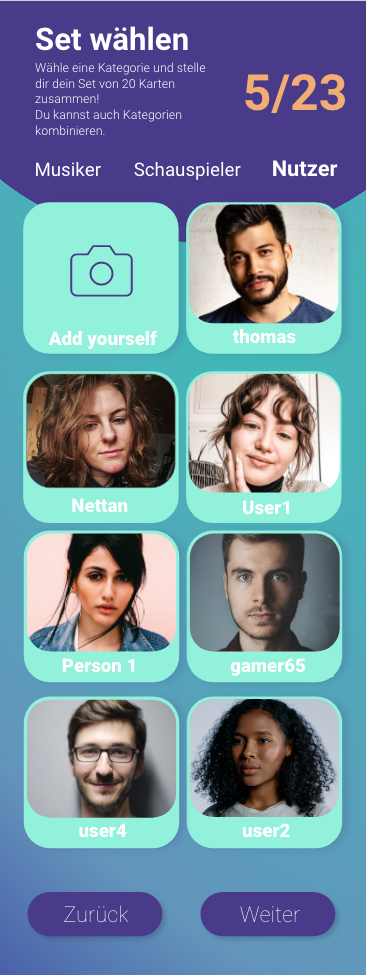 Set wählen
Wähle eine Kategorie und stelle
dir dein Set von 20 Karten
zusammen!
Du kannst auch Kategorien
kombinieren.
5/23
Musiker Schauspieler Nutzer
Add yourself thomas
Nettan User1
Person 1 gamer65
user4 user2
Zurück Weiter